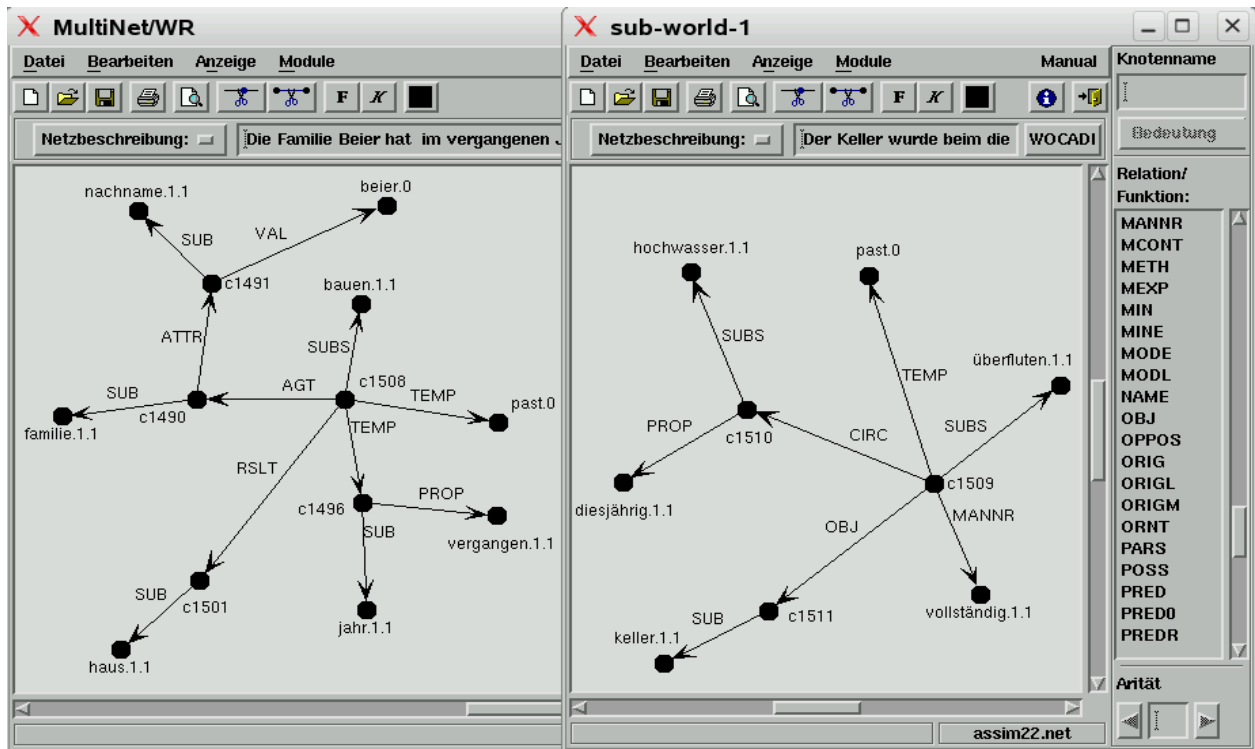 MultiNet/WR
Datei Bearbeiten Anzeige Module
F K
Netzbeschreibung: Die Familie Beier hat im vergangenen J
nachname.1.1
beier.0
SUB
VAL
c1491
bauen.1.1
ATTR
SUBS
c1508
SUB
AGT
TEMP
past.0
c1490
familie.1.1
TEMP
RSLT
c1496
PROP
SUB
vergangen.1.1
SUB
c1501
jahr.1.1
haus.1.1
sub-world-1
Datei Bearbeiten Anzeige Module Manual
F K
Netzbeschreibung: Der Keller wurde beim die WOCADI
hochwasser.1.1
past.0
SUBS
überfluten.1.1
TEMP
PROP
c1510
CIRC
SUBS
c1509
diesjährig.1.1
OBJ
MANNR
SUB
c1511
vollständig.1.1
keller.1.1
assim22.net
Knotenname
Bedeutung
Relation/
Funktion:
MANNR
MCONT
METH
MEXP
MIN
MINE
MODE
MODL
NAME
OBJ
OPPOS
ORIG
ORIGL
ORIGM
ORNT
PARS
POSS
PRED
PRED0
PREDR
Arität